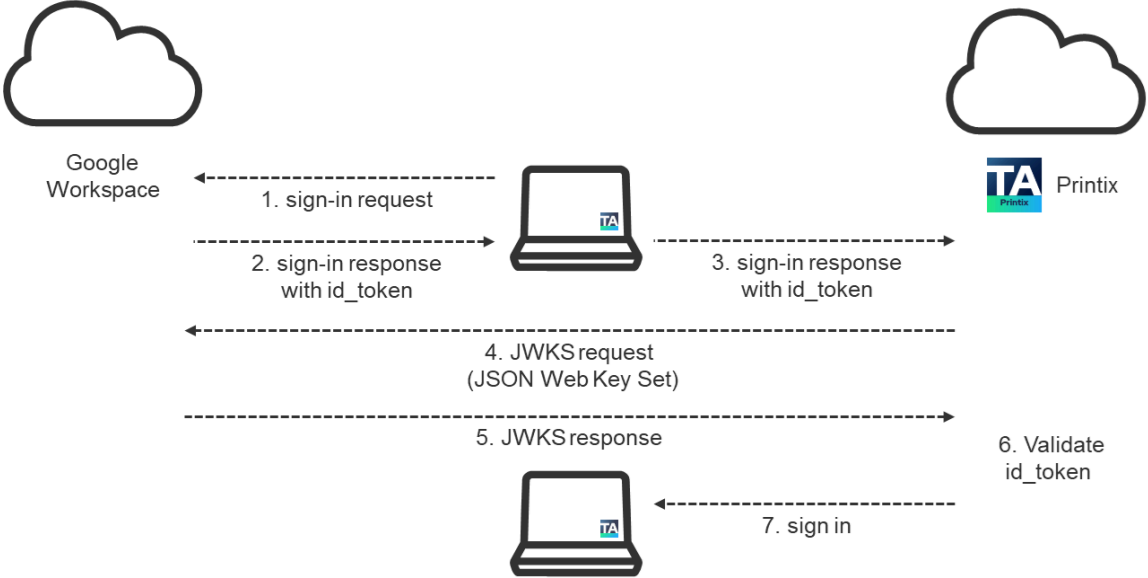 Google
Workspace
1. sign-in request
TA
TA
Printix
Printix
2. sign-in response
with id_token
3. sign-in response
with id_token
4. JWKS request
(JSON Web Key Set)
5. JWKS response
6. Validate
id_token
TA
7. sign in